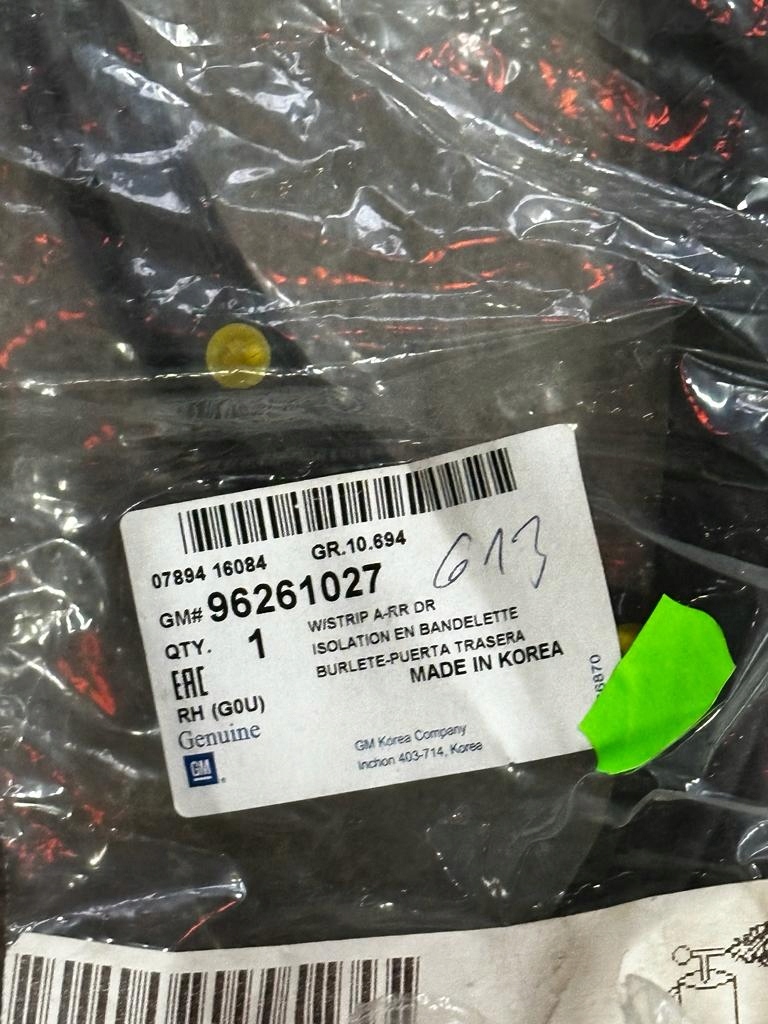 07894 16084 GR.10.694
613
GM# 96261027
QTY. 1
W/STRIP A-RR DR
ISOLATION EN BANDELETTE
BURLETE-PUERTA TRASERA
MADE IN KOREA
EAC
RH (G0U)
Genuine
GM
GM Korea Company
Inchon 403-714, Korea